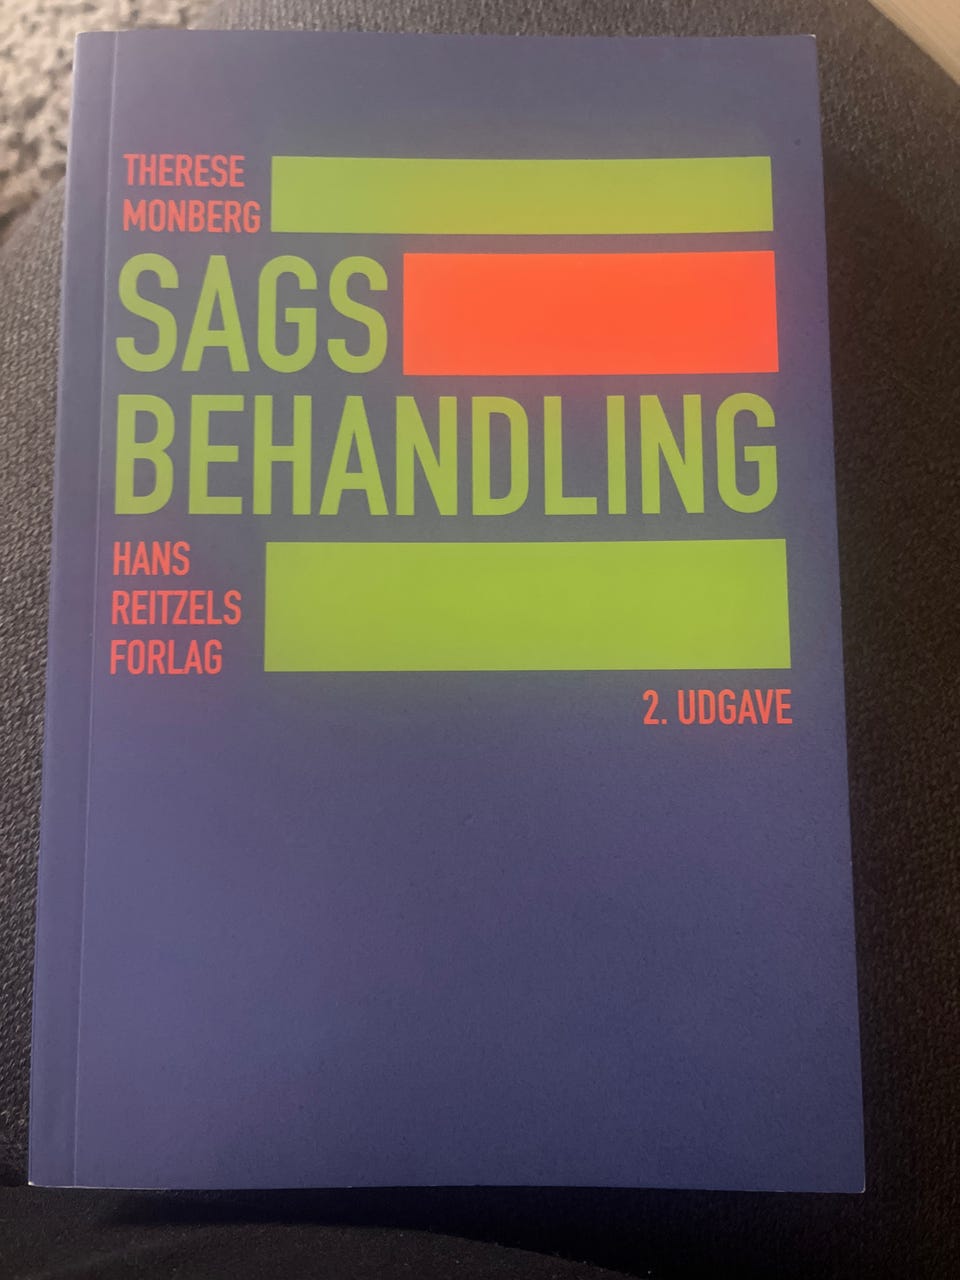 THERESE
MONBERG
SAGS
BEHANDLING
HANS
REITZELS
FORLAG
2. UDGAVE